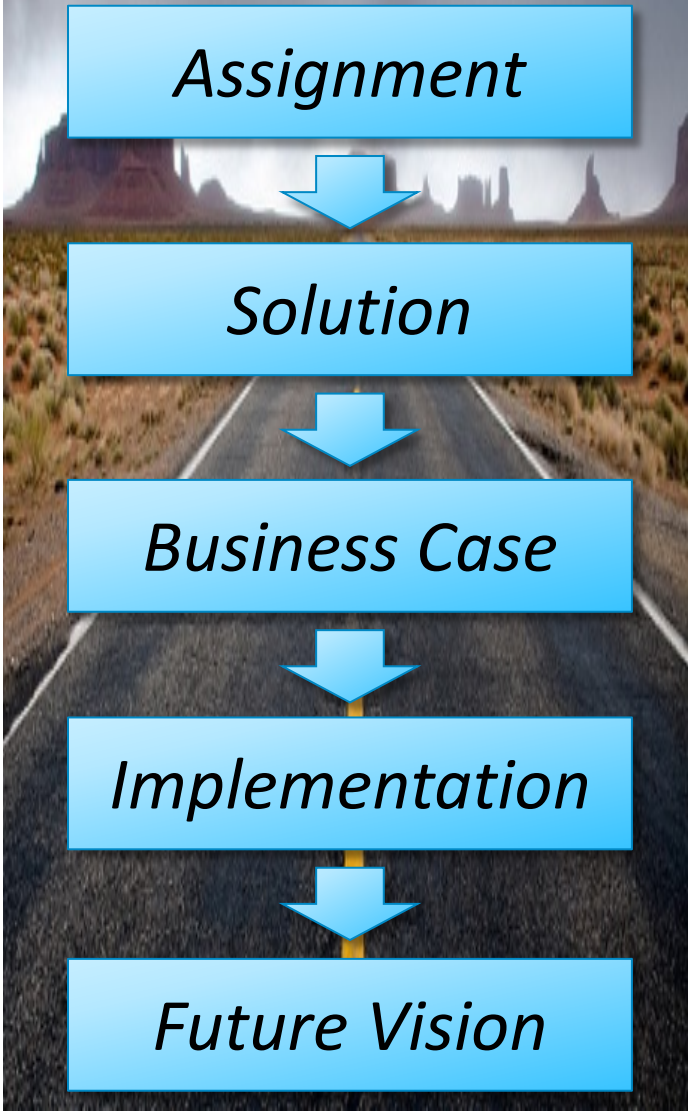 Assignment
Solution
Business Case
Implementation
Future Vision